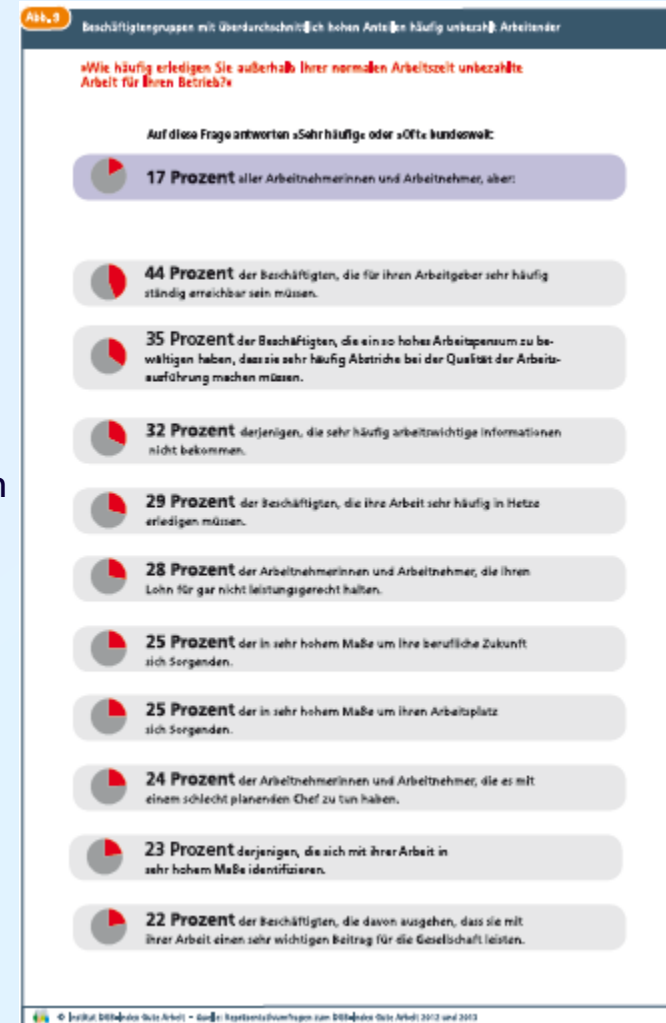 Abb. 9
Beschäftigtengruppen mit überdurchschnittlich hohen Anteilen häufig unbezahlt Arbeitender
»Wie häufig erledigen Sie außerhalb Ihrer normalen Arbeitszeit unbezahlte
Arbeit für Ihren Betrieb?«
Auf diese Frage antworten »Sehr häufig« oder »Oft« bundesweit:
17 Prozent aller Arbeitnehmerinnen und Arbeitnehmer, aber:
44 Prozent der Beschäftigten, die für ihren Arbeitgeber sehr häufig
ständig erreichbar sein müssen.
35 Prozent der Beschäftigten, die ein so hohes Arbeitspensum zu be-
wältigen haben, dass sie sehr häufig Abstriche bei der Qualität der Arbeits-
ausführung machen müssen.
n
32 Prozent derjenigen, die sehr häufig arbeitswichtige Informationen
nicht bekommen.
29 Prozent der Beschäftigten, die ihre Arbeit sehr häufig in Hetze
erledigen müssen.
28 Prozent der Arbeitnehmerinnen und Arbeitnehmer, die ihren
Lohn für gar nicht leistungsgerecht halten.
25 Prozent der in sehr hohem Maße um ihre berufliche Zukunft
sich Sorgenden.
25 Prozent der in sehr hohem Maße um ihren Arbeitsplatz
sich Sorgenden.
24 Prozent der Arbeitnehmerinnen und Arbeitnehmer, die es mit
einem schlecht planenden Chef zu tun haben.
23 Prozent derjenigen, die sich mit ihrer Arbeit in
sehr hohem Maße identifizieren.
22 Prozent der Beschäftigten, die davon ausgehen, dass sie mit
ihrer Arbeit einen sehr wichtigen Beitrag für die Gesellschaft leisten.
© Institut DGB-Index Gute Arbeit – Quelle: Repräsentativumfragen zum DGB-Index Gute Arbeit 2012 und 2013